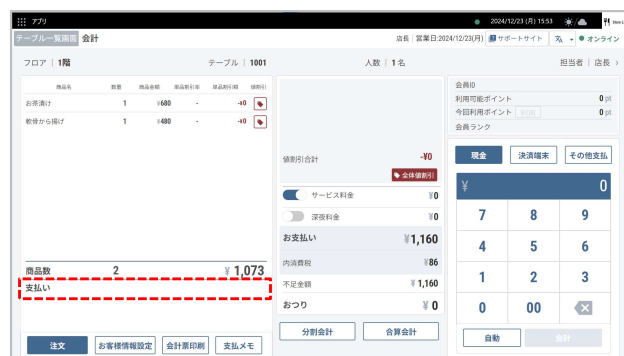 アプリ
2024/12/23 (月) 15:53
テーブル一覧画面 会計
店長 営業日:2024/12/23(月) サポートトサイト オンライン
フロア 1階
テーブル 1001
人数 1 名
担当者 店長 >
商品名 数量 商品金額 単品割引率 単品割引額 値割引
お茶漬け 1 ¥680 - -¥0
軟骨から揚げ 1 ¥480 - -¥0
商品数 2 ¥ 1,073
支払い
注文 お客様情報設定 会計票印刷 支払メモ
値割引合計 -¥0
全体値割引
サービス料金 ¥0
深夜料金 ¥0
お支払い ¥1,160
内消費税 ¥86
不足金額 ¥ 1,160
おつり ¥ 0
分割会計 合算会計
会員ID
利用可能ポイント 0 pt
今回利用ポイント 利用 0 pt
会員ランク
現金 決済端末 その他支払
¥ 0
7 8 9
4 5 6
1 2 3
0 00
自動 会計